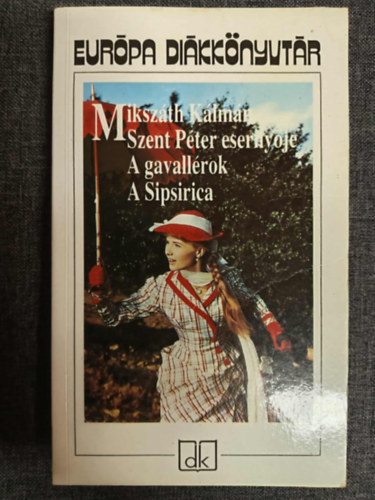 EURÓPA DIÁKKÖNYVTÁR
Mikszáth Kálmán
Szent Péter esernyője
A gavallérok
A Sipsirica
dk